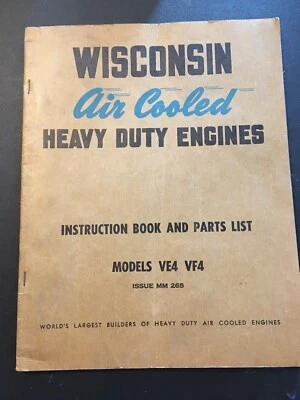 WISCONSIN
Air Cooled
HEAVY DUTY ENGINES
INSTRUCTION BOOK AND PARTS LIST
MODELS VE4 VF4
ISSUE MM 265
WORLD'S LARGEST BUILDERS OF HEAVY DUTY AIR COOLED ENGINES